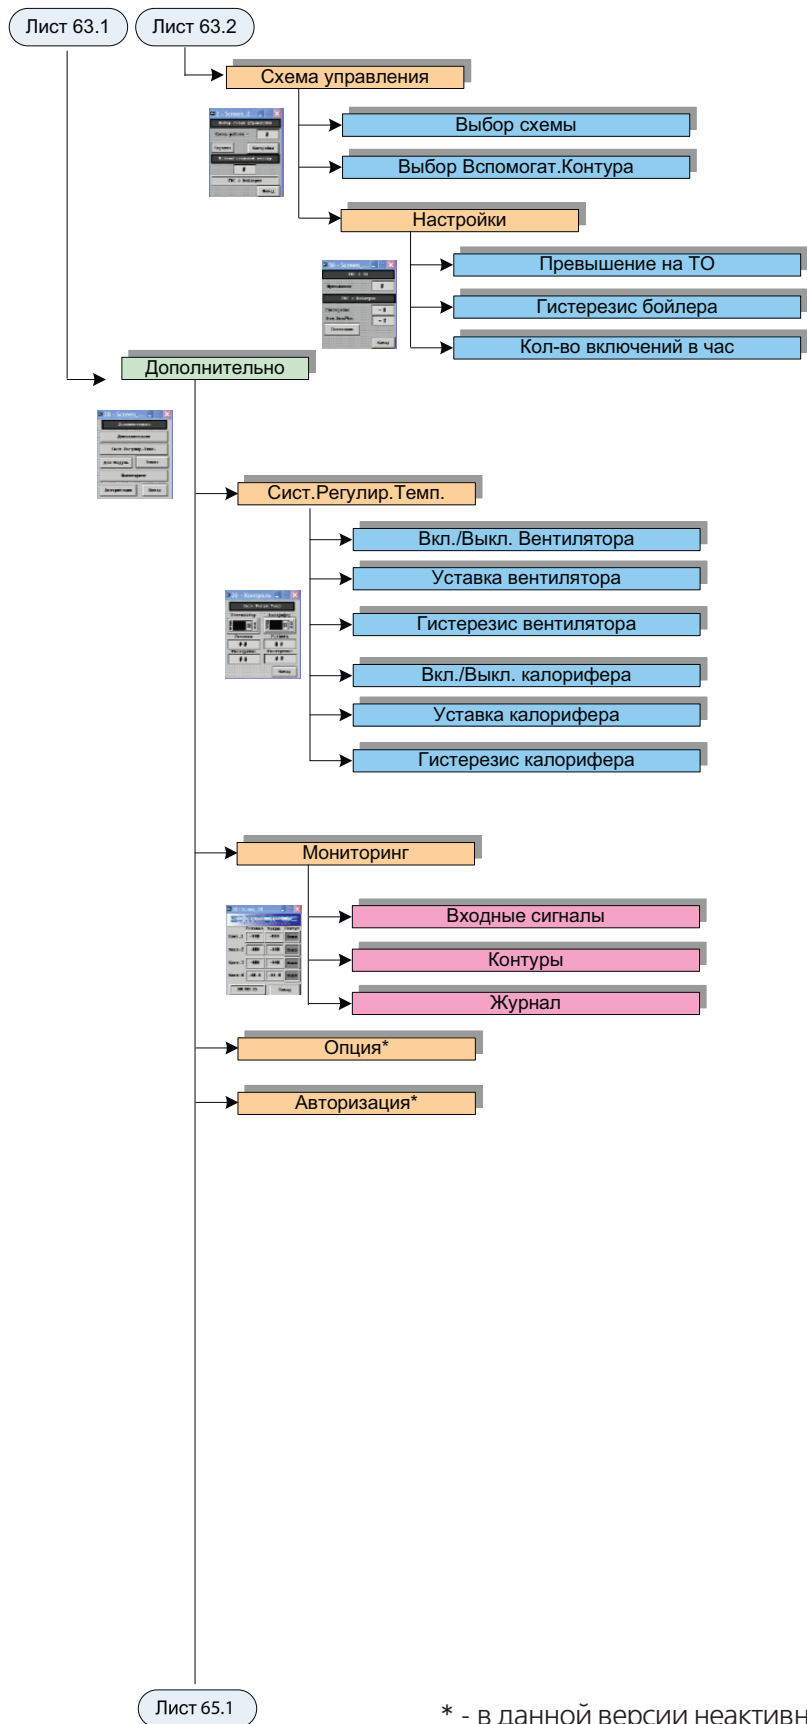 Лист 63.1
Лист 63.2
Схема управления
Выбор схемы
Выбор Вспомогат.Контура
Настройки
Превышение на ТО
Гистерезис бойлера
Кол-во включений в час
Дополнительно
Сист.Регулир.Темп.
Вкл./Выкл. Вентилятора
Уставка вентилятора
Гистерезис вентилятора
Вкл./Выкл. калорифера
Уставка калорифера
Гистерезис калорифера
Мониторинг
Входные сигналы
Контуры
Журнал
Опция*
Авторизация*
Лист 65.1
* - в данной версии неактивн